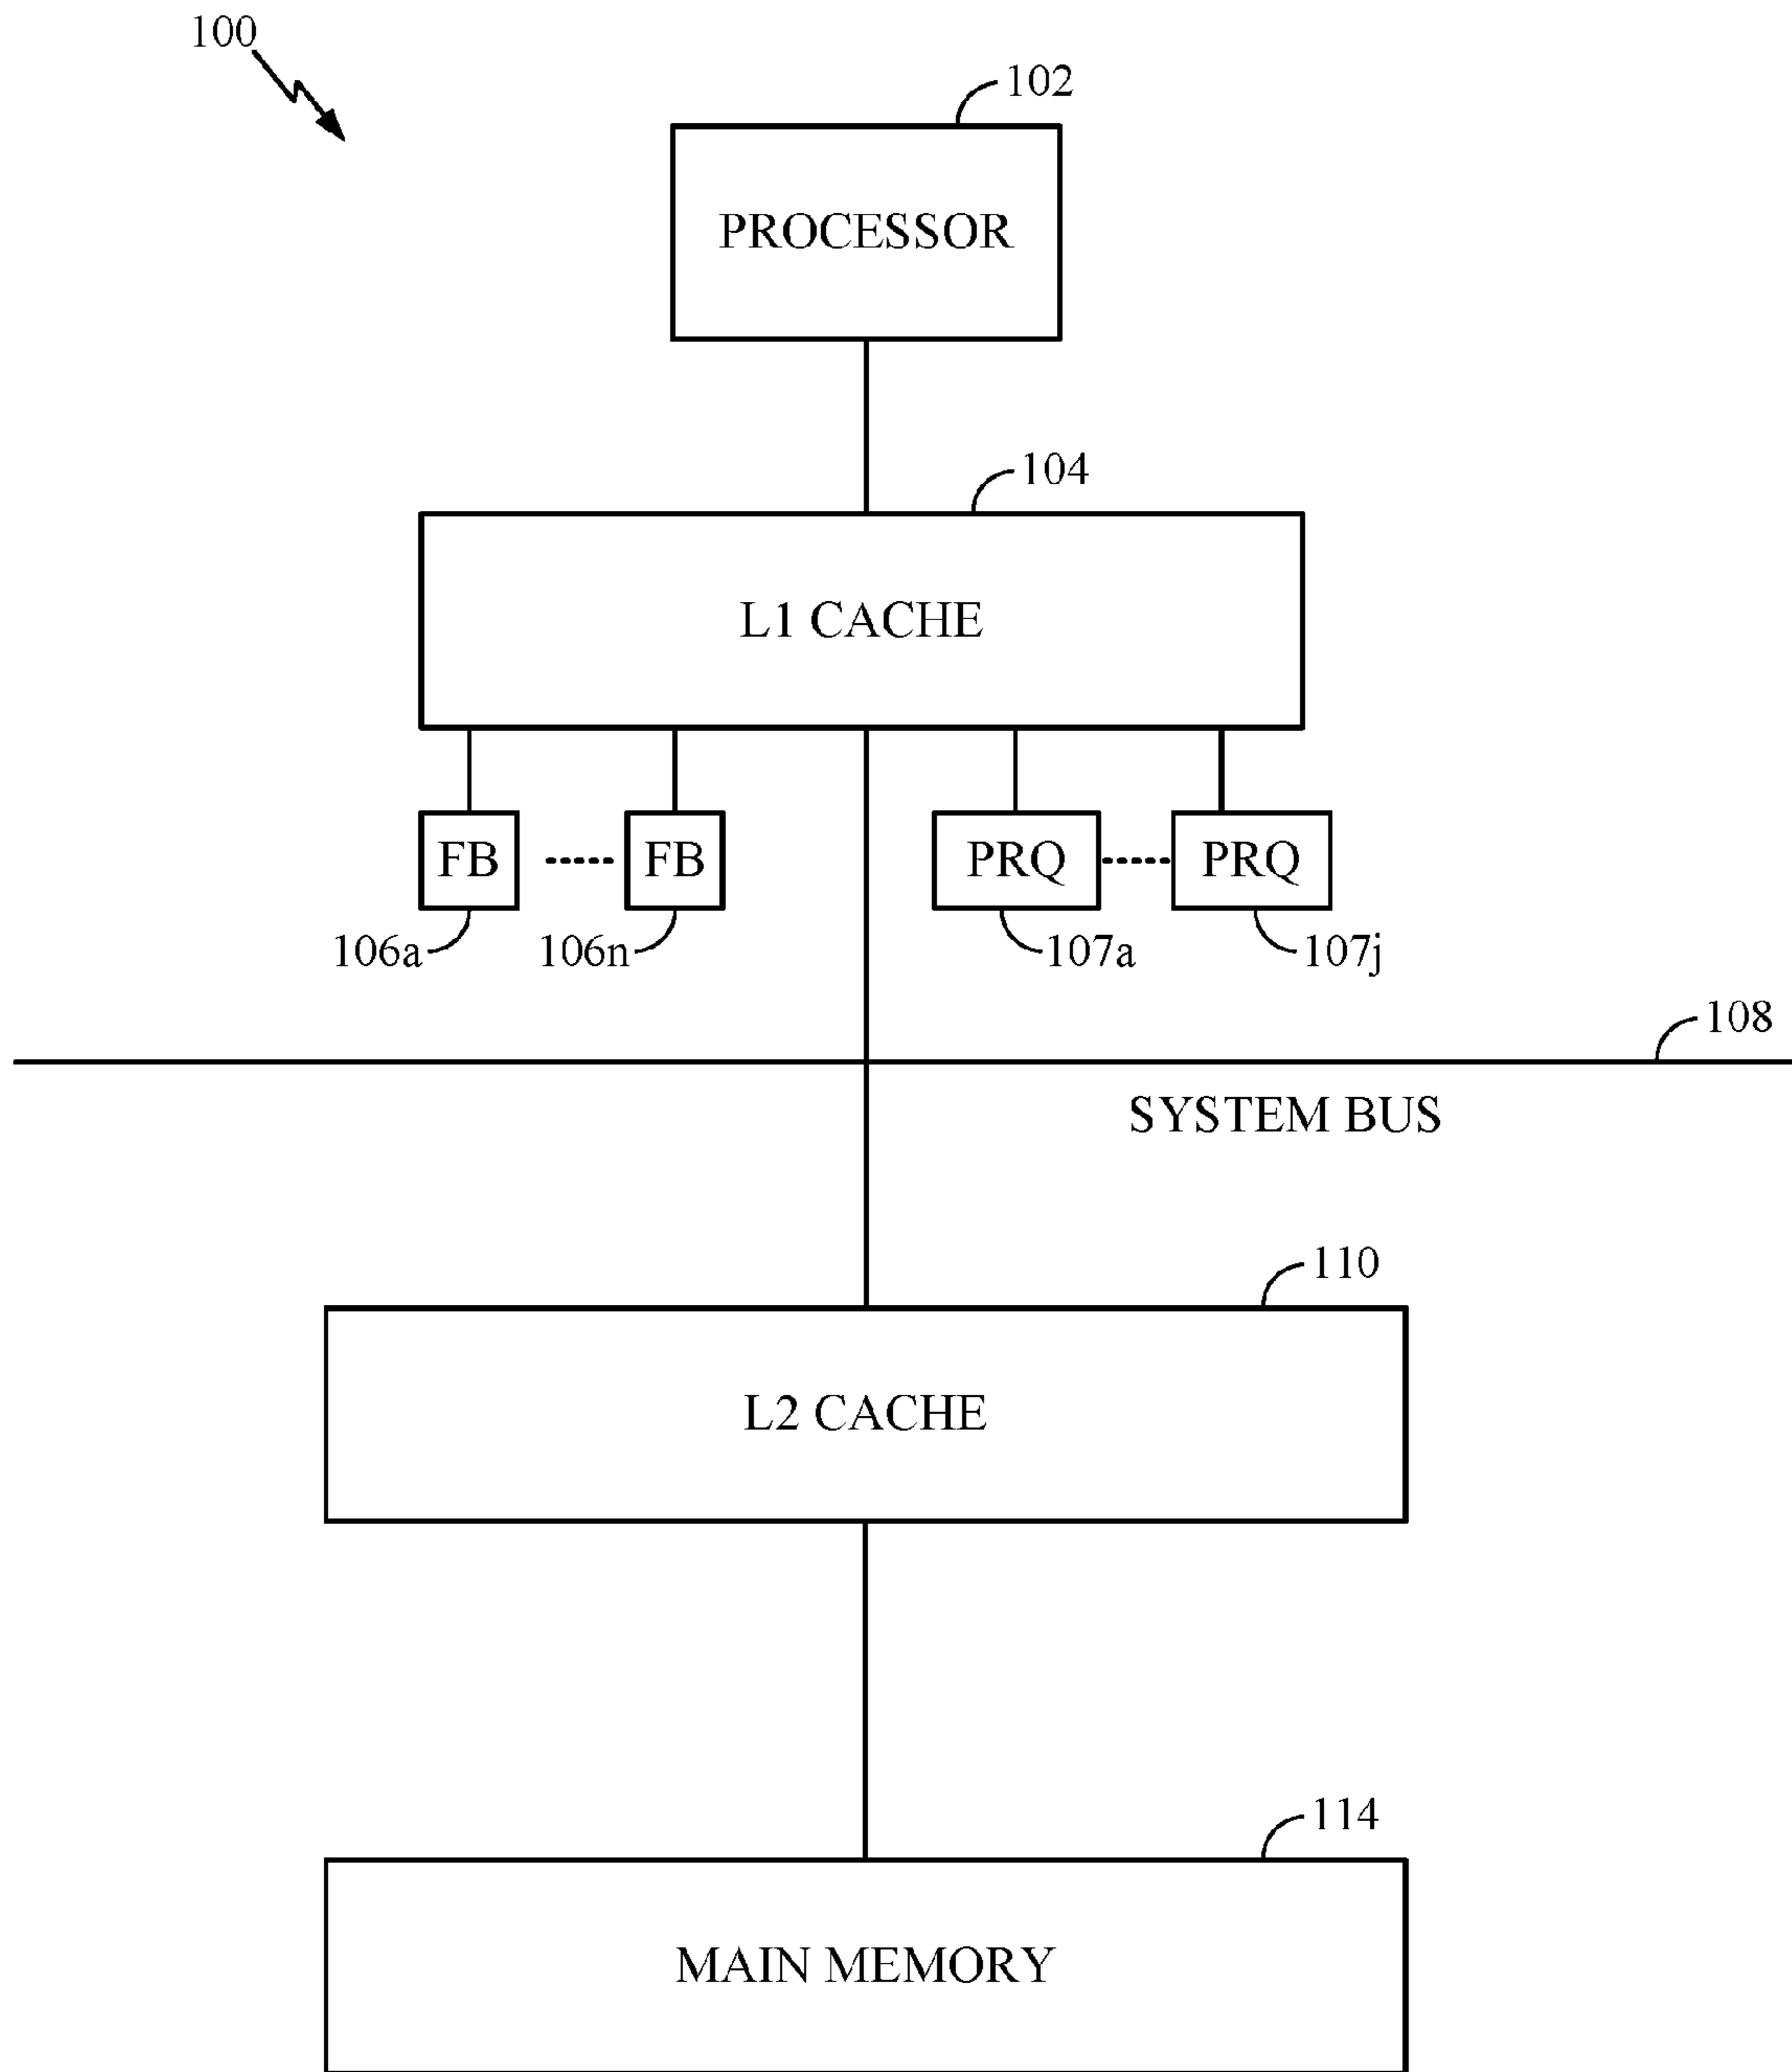 100
102
PROCESSOR
104
L1 CACHE
FB FB PRQ PRQ
106a 106n 107a 107j
108
SYSTEM BUS
110
L2 CACHE
114
MAIN MEMORY